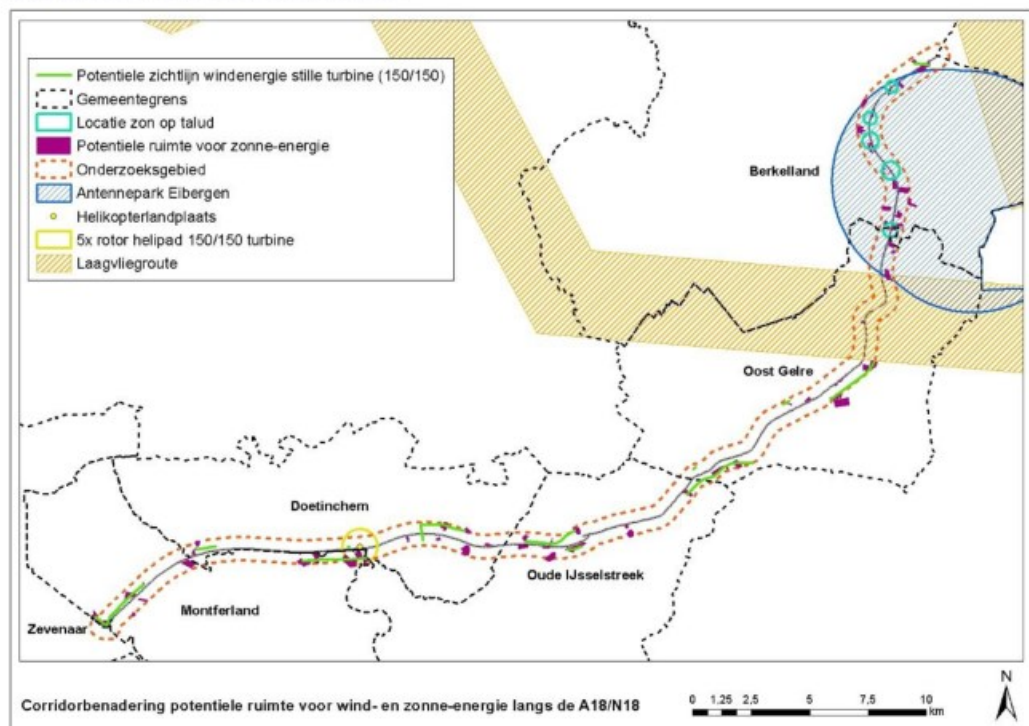 Potentiele zichtlijn windenergie stille turbine (150/150)
Gemeentegrens
Locatie zon op talud
Potentiele ruimte voor zonne-energie
Onderzoeksgebied
Antennepark Eibergen
Helikopterlandplaats
5x rotor helipad 150/150 turbine
Laagvliegroute
Berkelland
Oost Gelre
Doetinchem
Oude IJsselstreek
Montferland
Zevenaar
Corridorbenadering potentiele ruimte voor wind- en zonne-energie langs de A18/N18
0 1.25 2.5 5 7.5 10
km
N